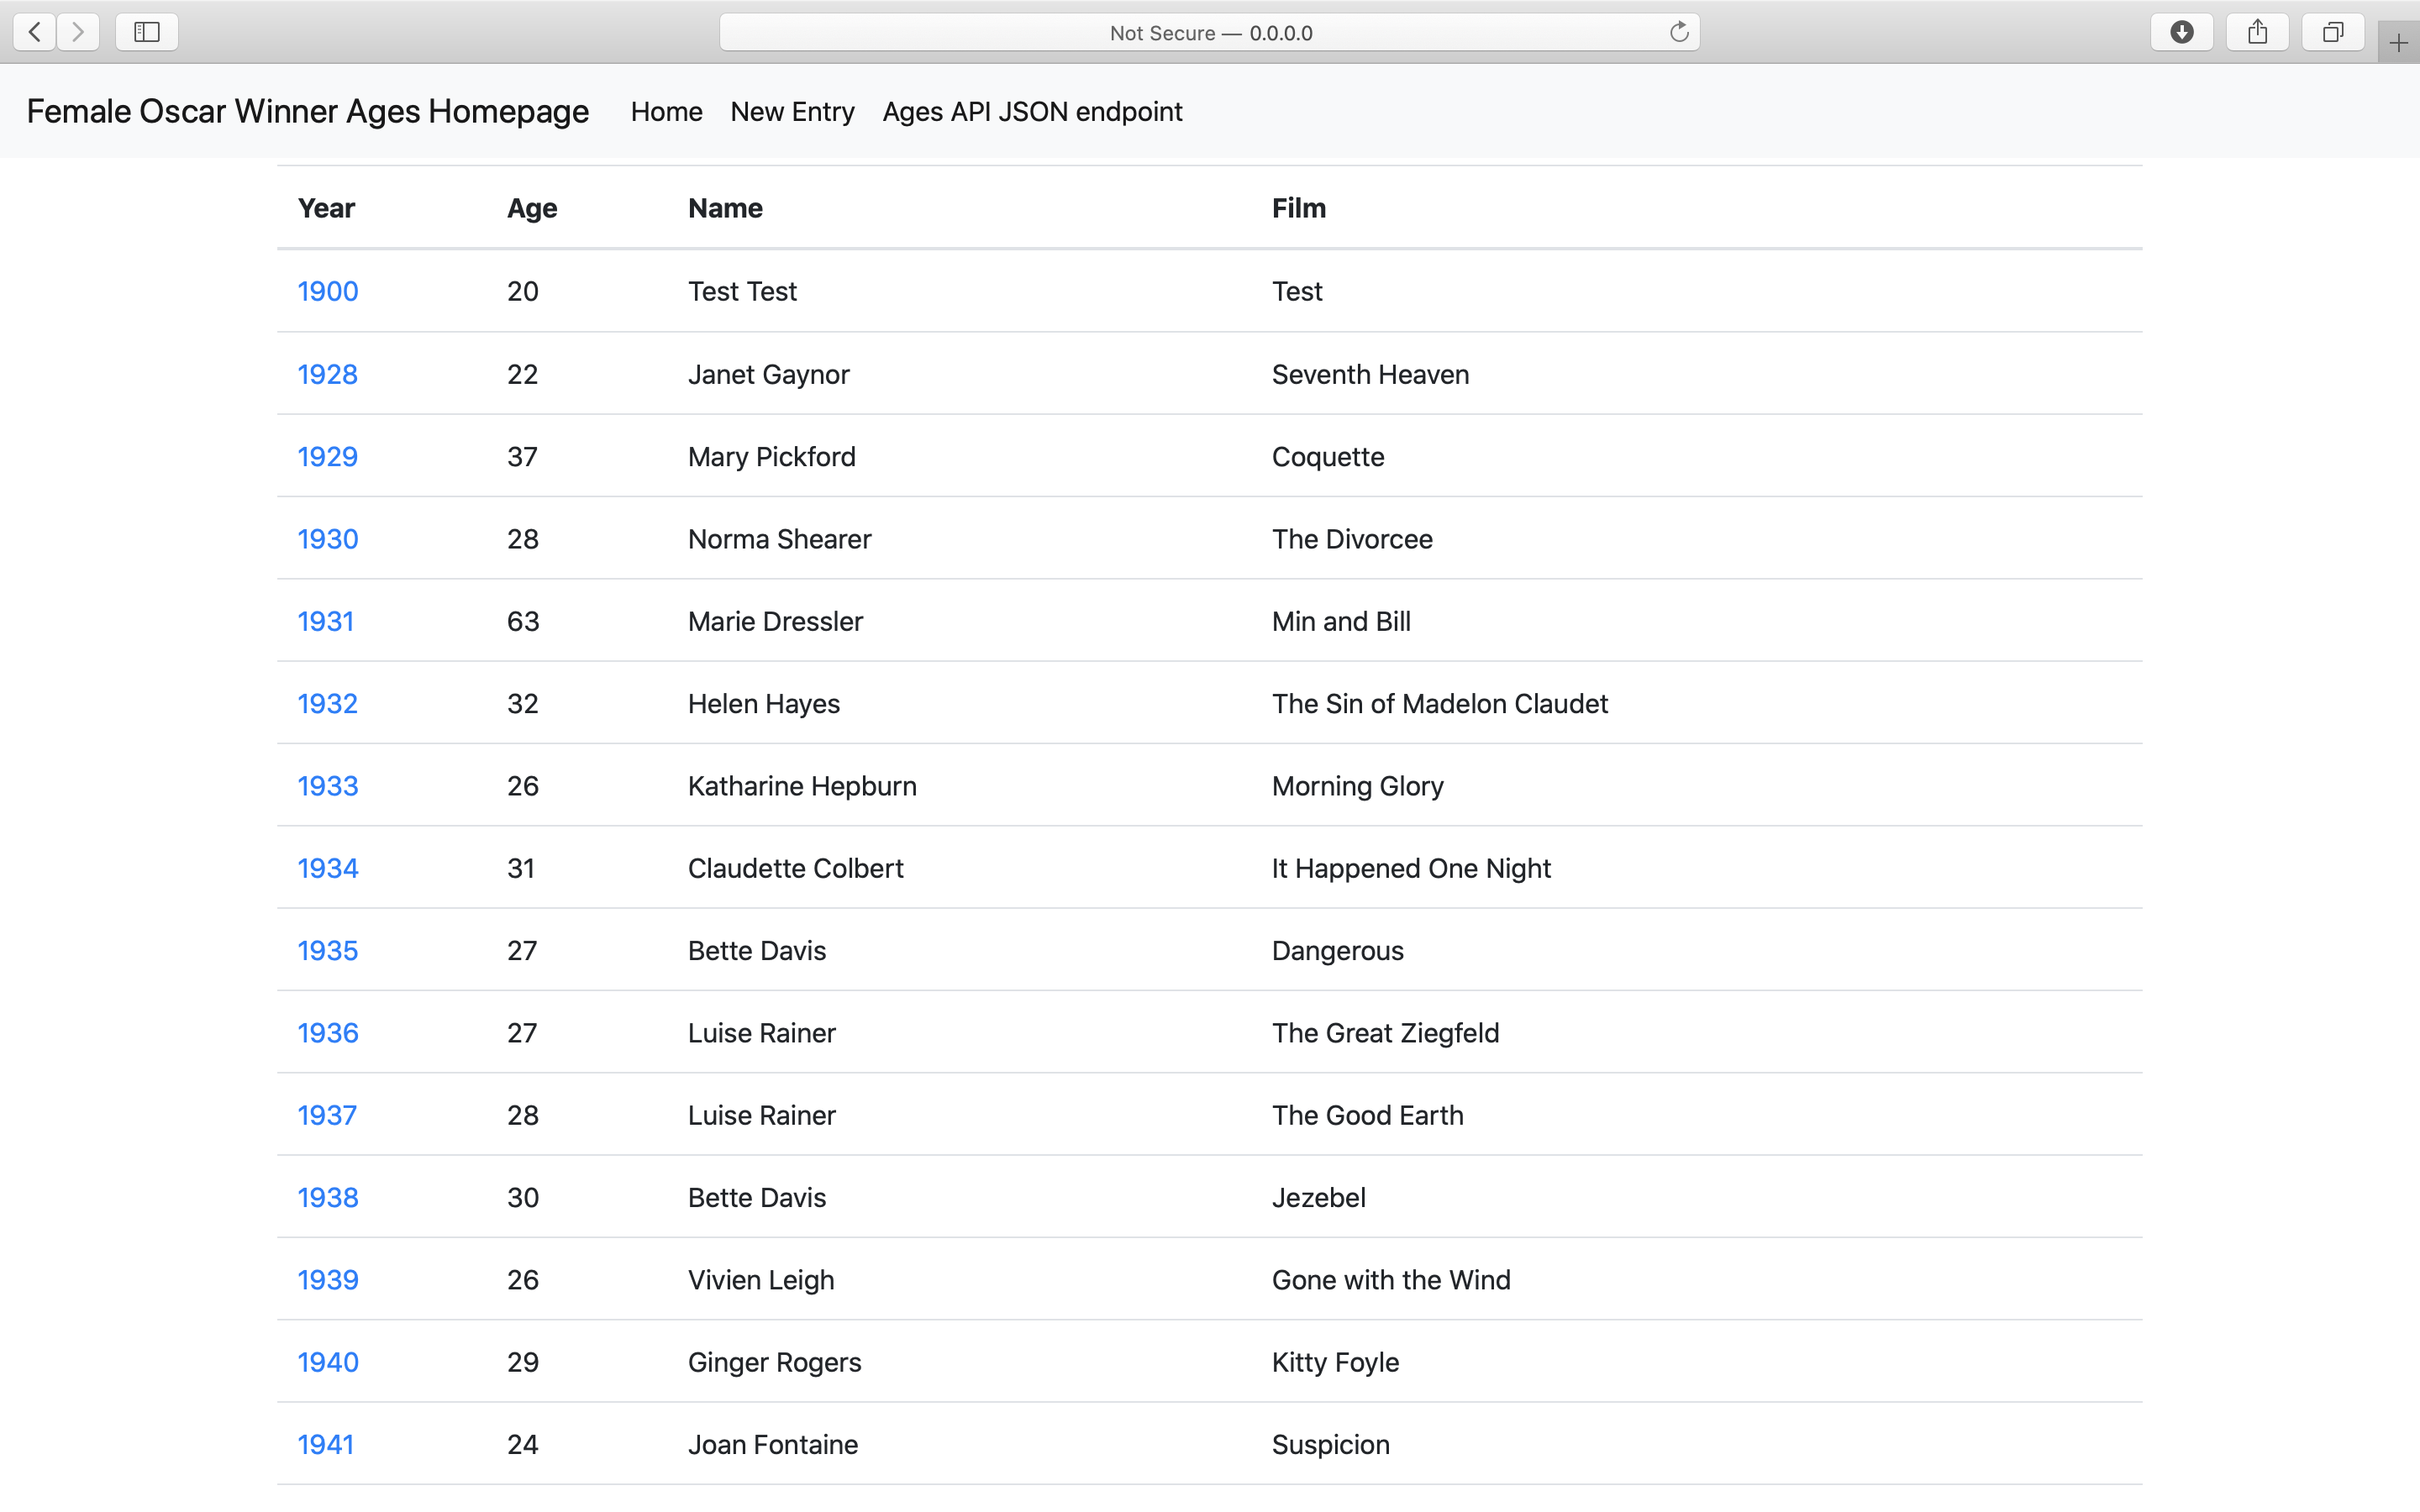 Not Secure — 0.0.0.0
Female Oscar Winner Ages Homepage Home New Entry Ages API JSON endpoint
Year Age Name Film
1900 20 Test Test Test
1928 22 Janet Gaynor Seventh Heaven
1929 37 Mary Pickford Coquette
1930 28 Norma Shearer The Divorcee
1931 63 Marie Dressler Min and Bill
1932 32 Helen Hayes The Sin of Madelon Claudet
1933 26 Katharine Hepburn Morning Glory
1934 31 Claudette Colbert It Happened One Night
1935 27 Bette Davis Dangerous
1936 27 Luise Rainer The Great Ziegfeld
1937 28 Luise Rainer The Good Earth
1938 30 Bette Davis Jezebel
1939 26 Vivien Leigh Gone with the Wind
1940 29 Ginger Rogers Kitty Foyle
1941 24 Joan Fontaine Suspicion